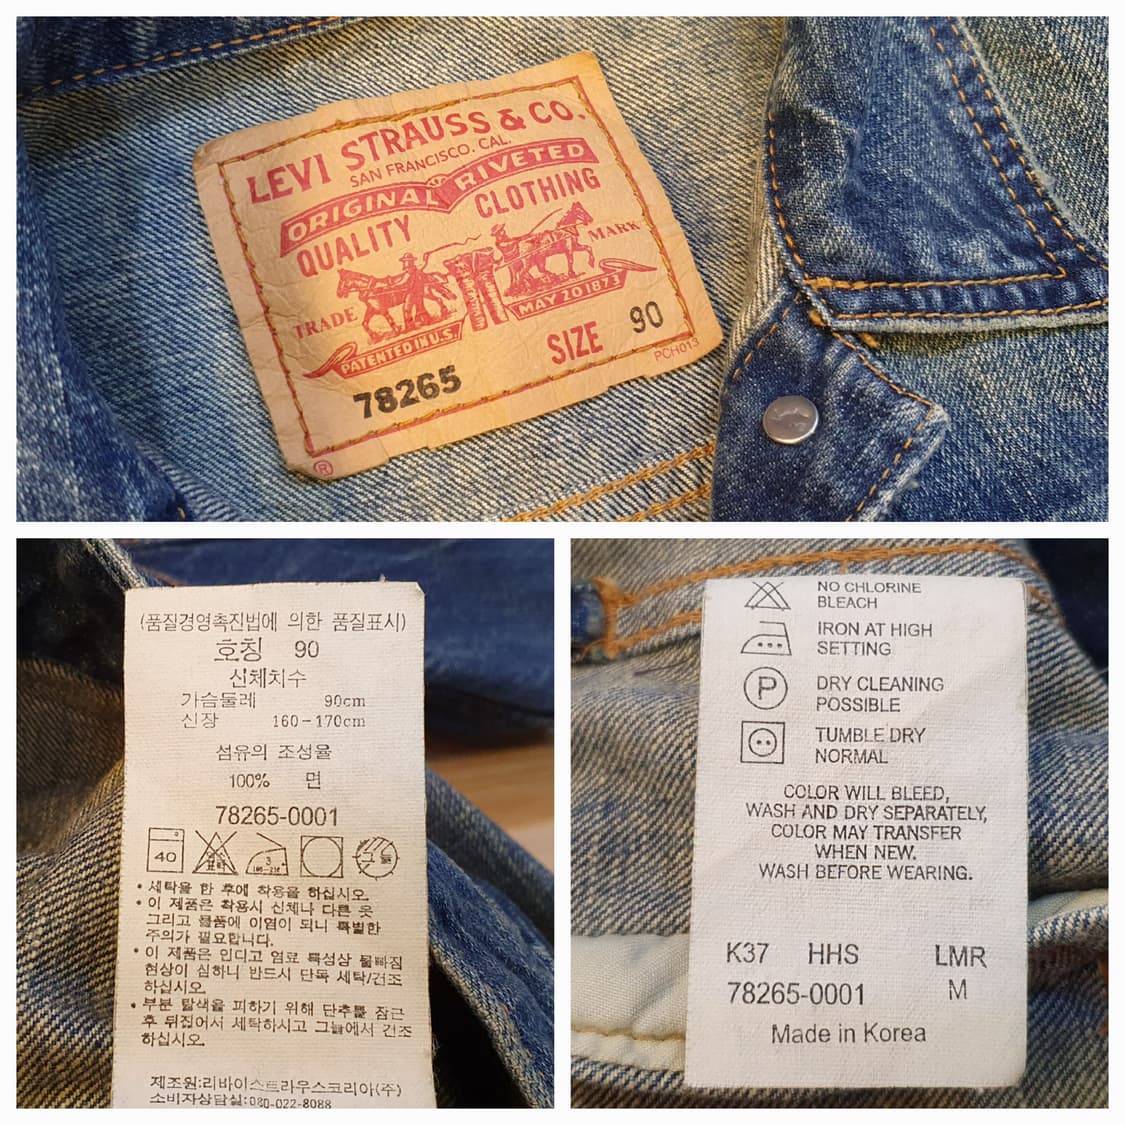 LEVI STRAUSS & CO.
SAN FRANCISCO. CAL.
ORIGINAL RIVETED
QUALITY CLOTHING
TRADE MARK
PATENTED IN U.S. MAY 20 1873
SIZE 90
78265
PCH013
®
(품질경영촉진법에 의한 품질표시)
호칭 90
신체치수
가슴둘레 90cm
신장 160-170cm
섬유의 조성율
100% 면
78265-0001
40
3
• 세탁을 한 후에 착용을 하십시오.
• 이 제품은 착용시 신체나 다른 옷
그리고 물품에 이염이 되니 특별한
주의가 필요합니다.
• 이 제품은 인디고 염료 특성상 물빠짐
현상이 심하니 반드시 단독 세탁/건조
하십시오.
• 부분 탈색을 피하기 위해 단추를 잠근
후 뒤집어서 세탁하시고 그늘에서 건조
하십시오.
제조원:리바이스트라우스코리아(주)
소비자상담실:080-022-8088
NO CHLORINE
BLEACH
IRON AT HIGH
SETTING
P
DRY CLEANING
POSSIBLE
TUMBLE DRY
NORMAL
COLOR WILL BLEED,
WASH AND DRY SEPARATELY,
COLOR MAY TRANSFER
WHEN NEW.
WASH BEFORE WEARING.
K37 HHS LMR
78265-0001 M
Made in Korea